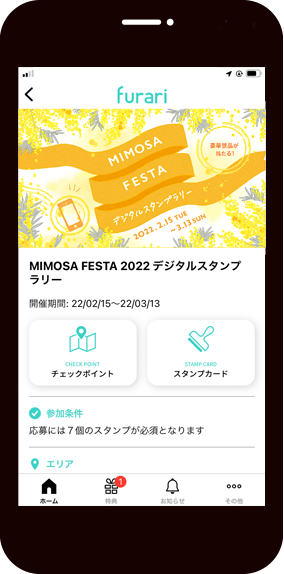 furari
豪華景品が
当たる!
MIMOSA
FESTA
デジタルスタンプラリー
2022.2.15 TUE
~3.13 SUN
MIMOSA FESTA 2022 デジタルスタンプ
ラリー
開催期間: 22/02/15〜22/03/13
CHECK POINT
チェックポイント
STAMP CARD
スタンプカード
参加条件
応募には７個のスタンプが必須となります
エリア
1
ホーム
特典
お知らせ
その他